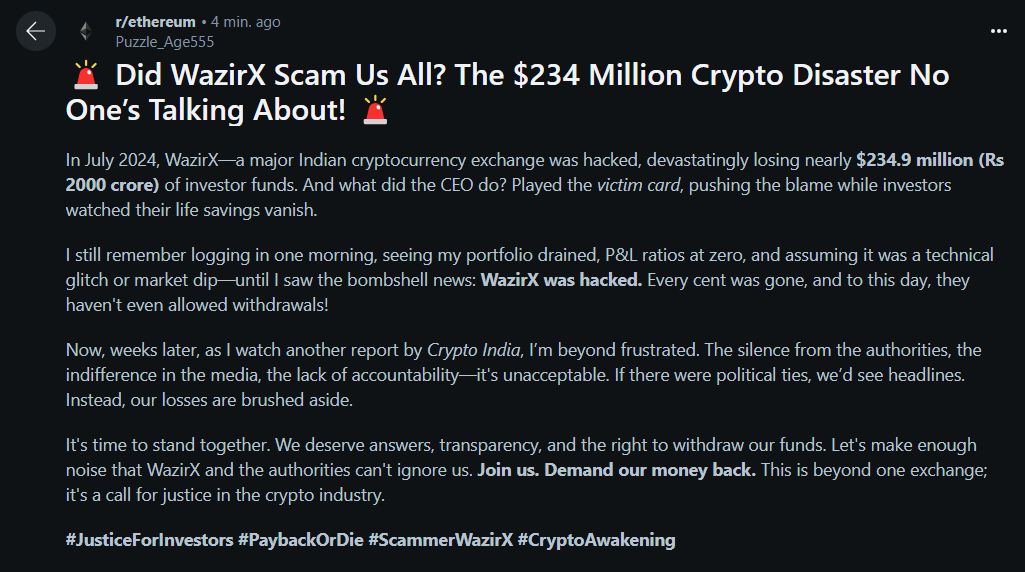 r/ethereum • 4 min. ago
Puzzle_Age555
🚨 Did WazirX Scam Us All? The $234 Million Crypto Disaster No
One’s Talking About! 🚨
In July 2024, WazirX—a major Indian cryptocurrency exchange was hacked, devastatingly losing nearly $234.9 million (Rs
2000 crore) of investor funds. And what did the CEO do? Played the victim card, pushing the blame while investors
watched their life savings vanish.
I still remember logging in one morning, seeing my portfolio drained, P&L ratios at zero, and assuming it was a technical
glitch or market dip—until I saw the bombshell news: WazirX was hacked. Every cent was gone, and to this day, they
haven't even allowed withdrawals!
Now, weeks later, as I watch another report by Crypto India, I’m beyond frustrated. The silence from the authorities, the
indifference in the media, the lack of accountability—it's unacceptable. If there were political ties, we’d see headlines.
Instead, our losses are brushed aside.
It's time to stand together. We deserve answers, transparency, and the right to withdraw our funds. Let's make enough
noise that WazirX and the authorities can't ignore us. Join us. Demand our money back. This is beyond one exchange;
it's a call for justice in the crypto industry.
#JusticeForInvestors #PaybackOrDie #ScammerWazirX #CryptoAwakening